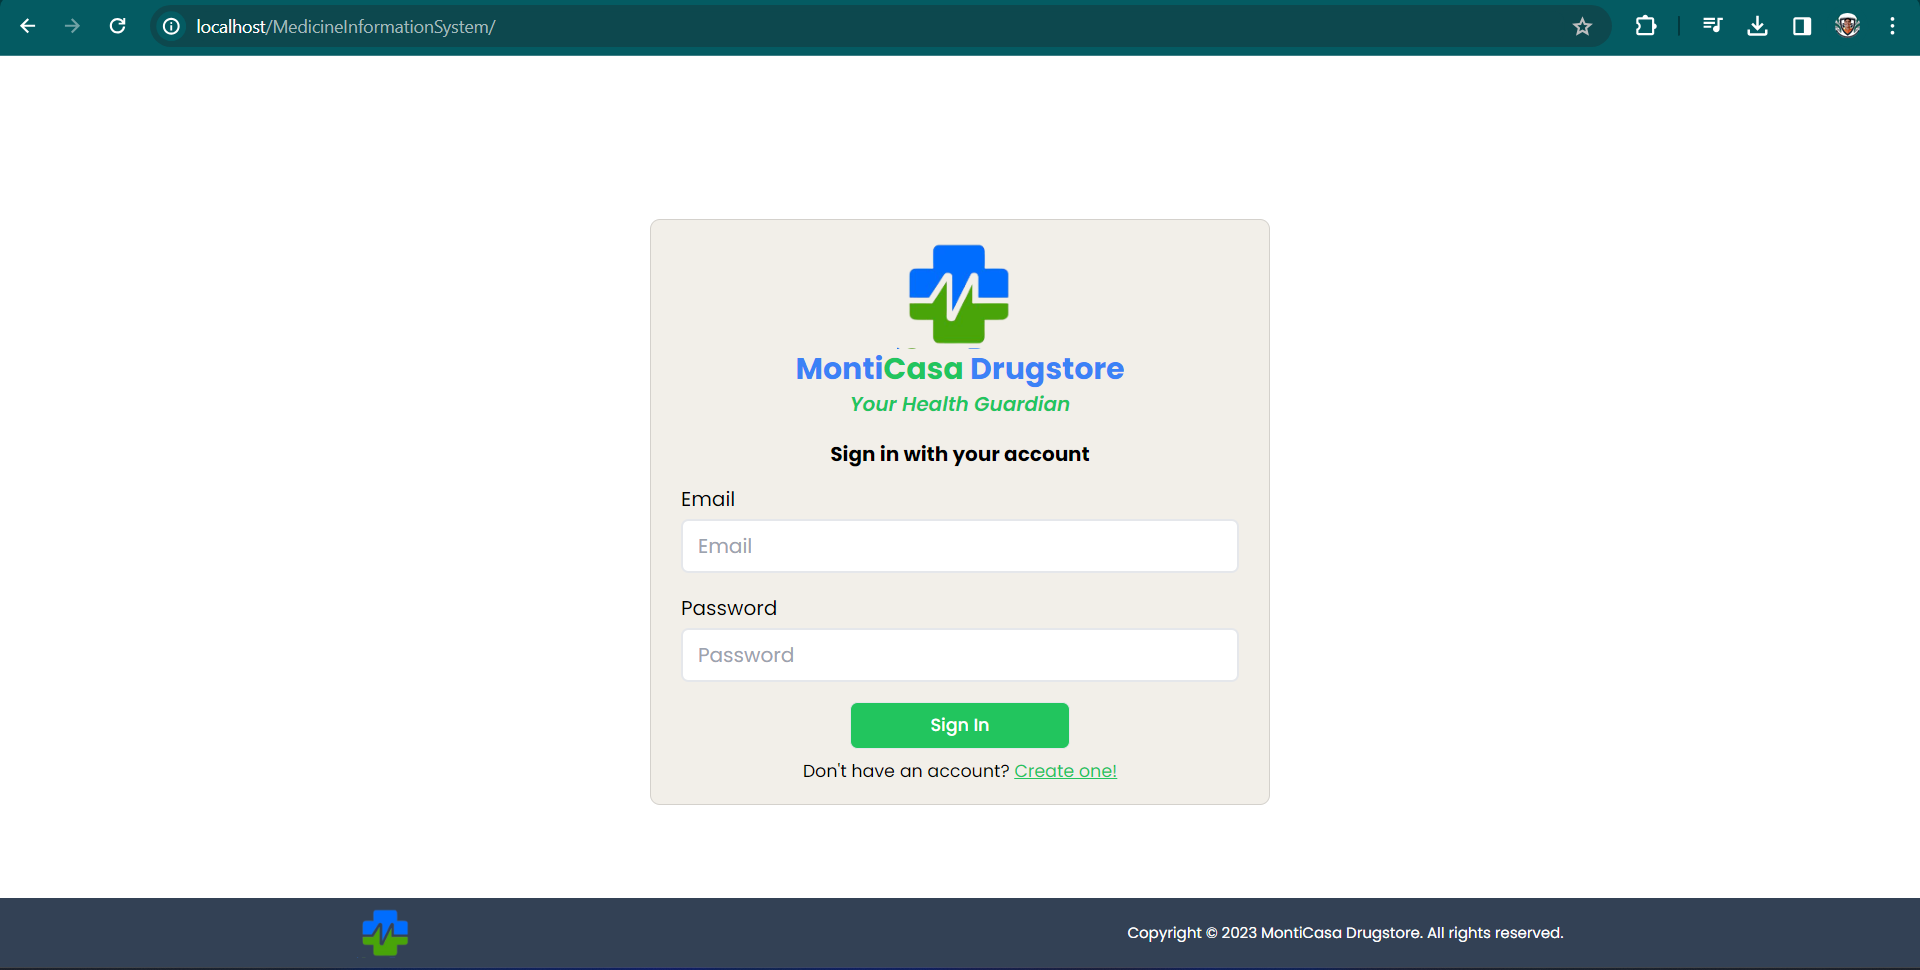 localhost/MedicineInformationSystem/
MontiCasa Drugstore
Your Health Guardian
Sign in with your account
Email
Email
Password
Password
Sign In
Don't have an account? Create one!
Copyright © 2023 MontiCasa Drugstore. All rights reserved.